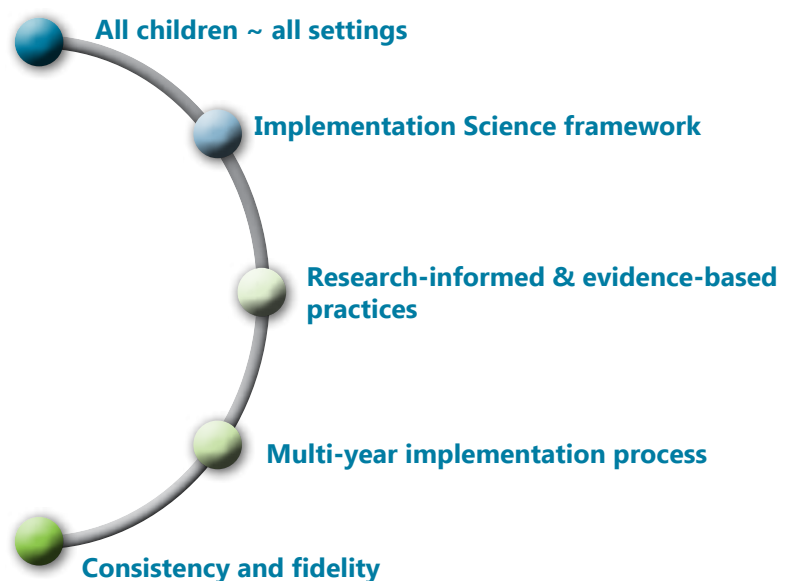 All children ~ all settings
Implementation Science framework
Research-informed & evidence-based
practices
Multi-year implementation process
Consistency and fidelity